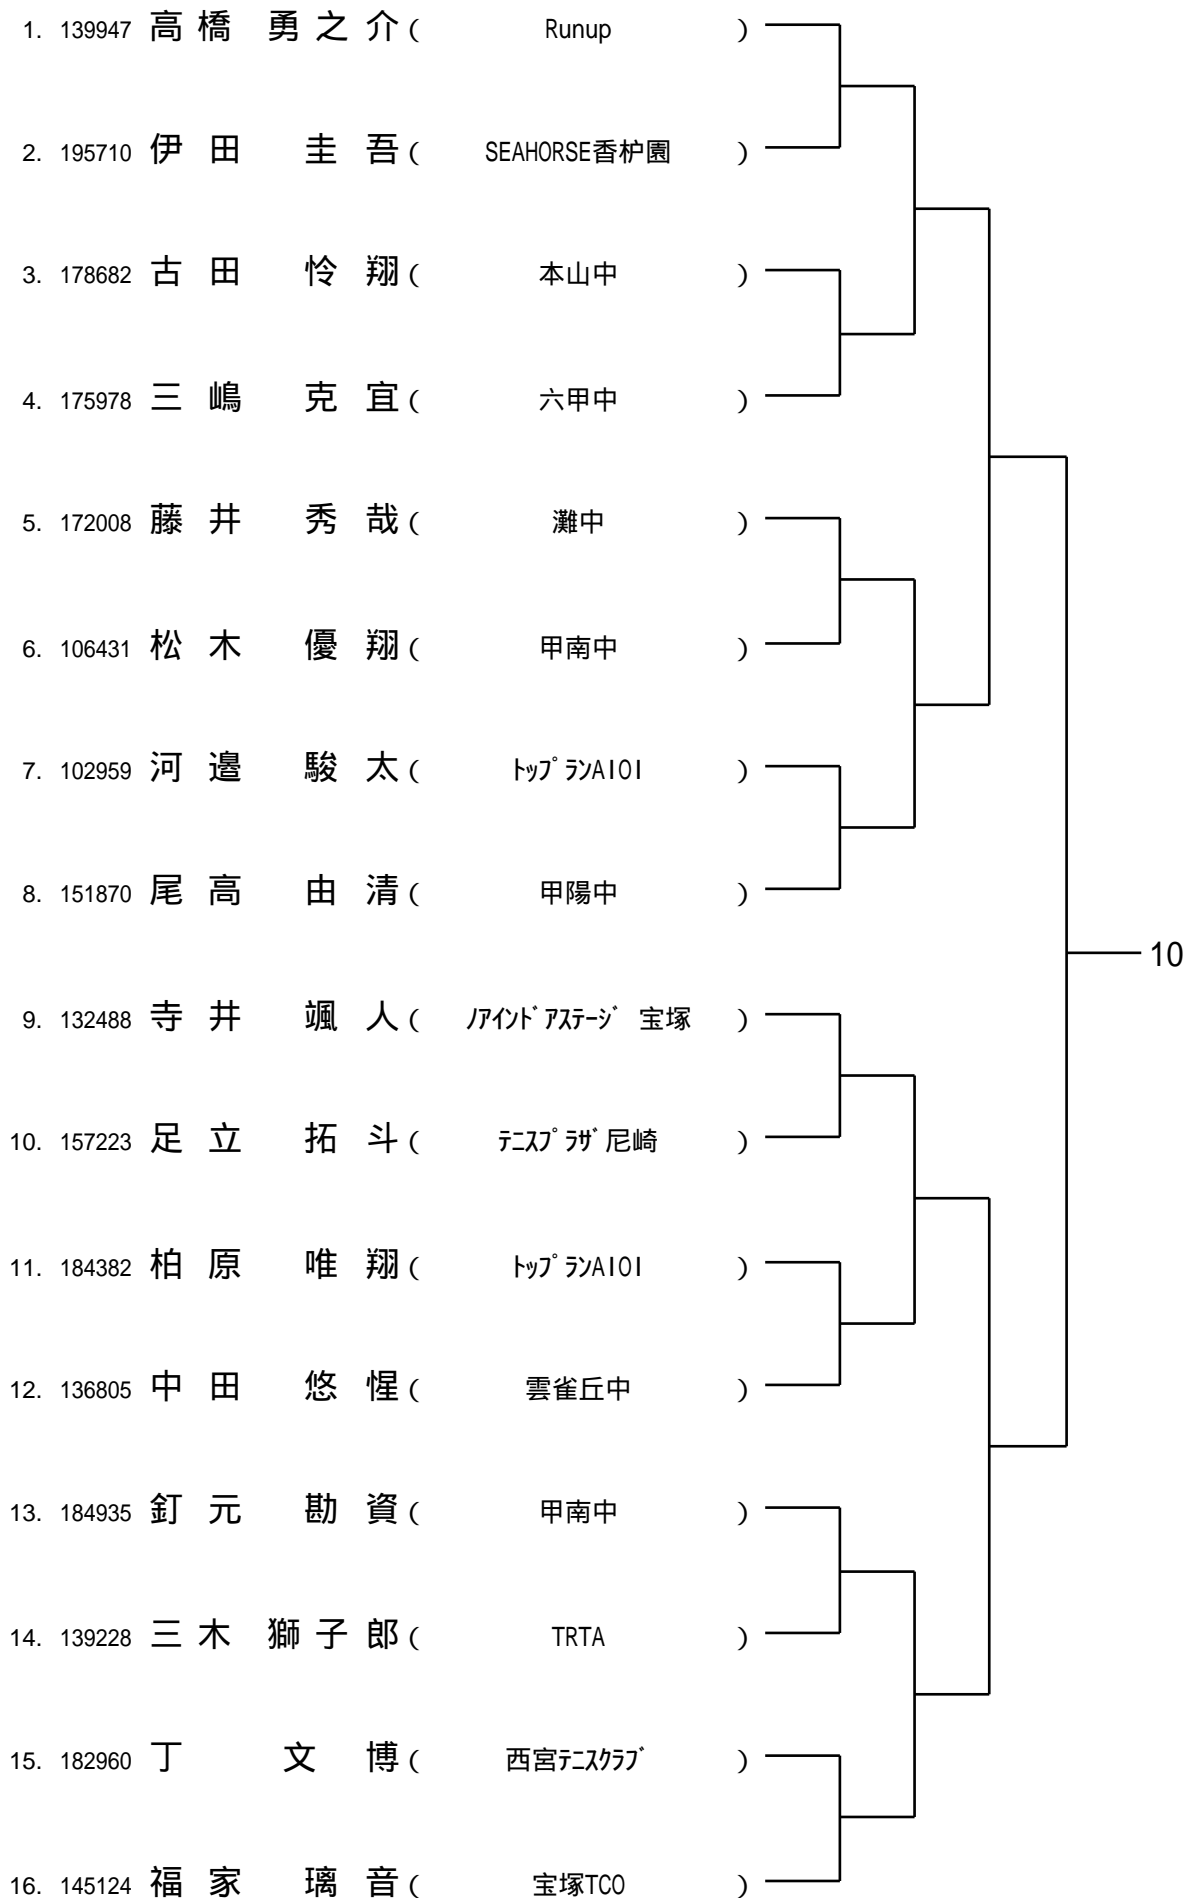 1. 139947 高橋 勇之介 ( Runup )
2. 195710 伊田 圭吾 ( SEAHORSE香枦園 )
3. 178682 古田 怜翔 ( 本山中 )
4. 175978 三嶋 克宜 ( 六甲中 )
5. 172008 藤井 秀哉 ( 灘中 )
6. 106431 松木 優翔 ( 甲南中 )
7. 102959 河邉 駿太 ( ﾄｯﾌﾟﾗﾝAIOI )
8. 151870 尾高 由清 ( 甲陽中 )
10
9. 132488 寺井 颯人 ( ﾉｱｲﾝﾄﾞｱｽﾃｰｼﾞ宝塚 )
10. 157223 足立 拓斗 ( ﾃﾆｽﾌﾟﾗｻﾞ尼崎 )
11. 184382 柏原 唯翔 ( ﾄｯﾌﾟﾗﾝAIOI )
12. 136805 中田 悠惺 ( 雲雀丘中 )
13. 184935 釘元 勘資 ( 甲南中 )
14. 139228 三木 獅子郎 ( TRTA )
15. 182960 丁 文博 ( 西宮ﾃﾆｽｸﾗﾌﾞ )
16. 145124 福家 璃音 ( 宝塚TCO )